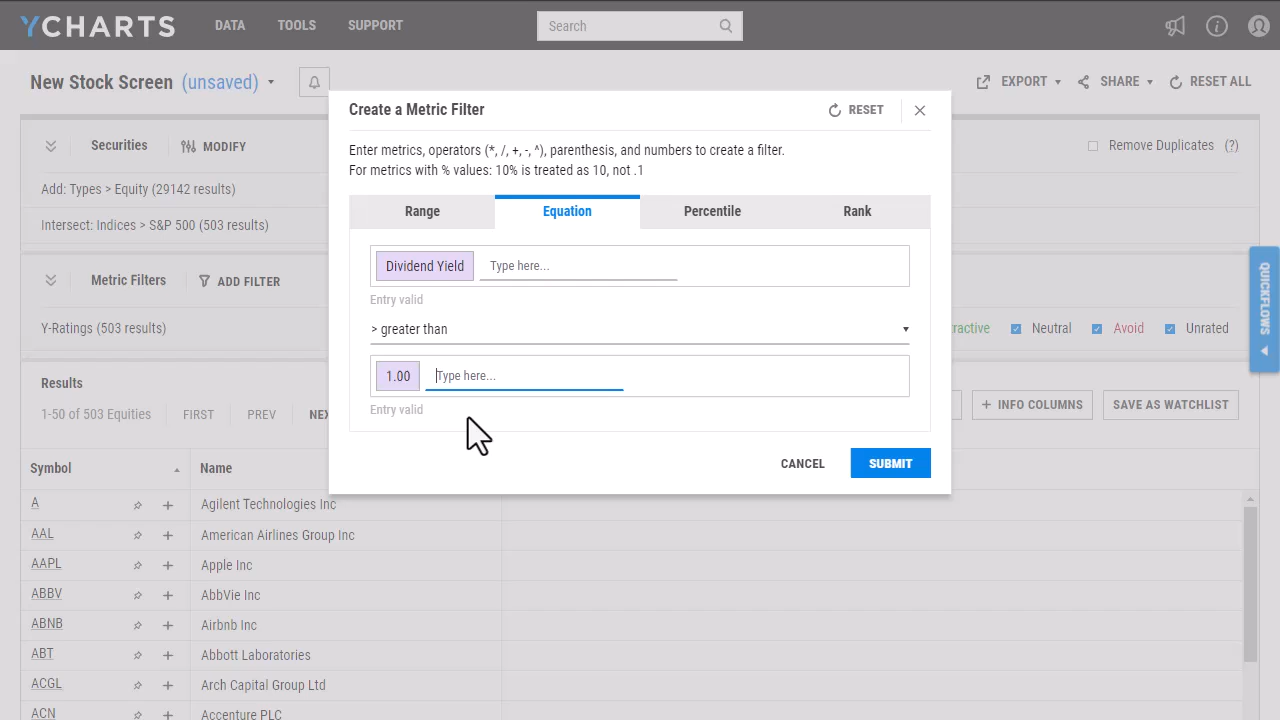 YCHARTS
DATA
TOOLS
SUPPORT
Search
New Stock Screen (unsaved)
EXPORT
SHARE
RESET ALL
Create a Metric Filter
RESET
Enter metrics, operators (*, /, +, -, ^), parenthesis, and numbers to create a filter.
For metrics with % values: 10% is treated as 10, not .1
Range
Equation
Percentile
Rank
Dividend Yield
Type here...
Entry valid
> greater than
1.00
Type here...
Entry valid
CANCEL
SUBMIT
Securities
MODIFY
Remove Duplicates (?)
Add: Types > Equity (29142 results)
Intersect: Indices > S&P 500 (503 results)
Metric Filters
ADD FILTER
QUICKFLOWS
Y-Ratings (503 results)
ractive
Neutral
Avoid
Unrated
Results
1-50 of 503 Equities
FIRST
PREV
NEX
+ INFO COLUMNS
SAVE AS WATCHLIST
Symbol
Name
A
Agilent Technologies Inc
AAL
American Airlines Group Inc
AAPL
Apple Inc
ABBV
AbbVie Inc
ABNB
Airbnb Inc
ABT
Abbott Laboratories
ACGL
Arch Capital Group Ltd
ACN
Accenture PLC